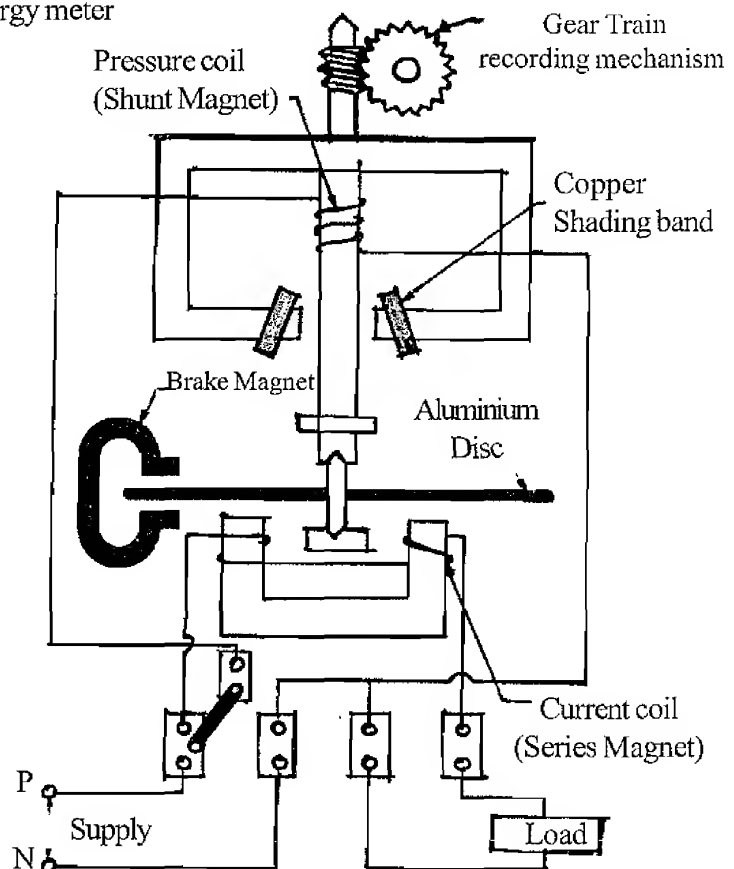 rgy meter
Gear Train
recording mechanism
Pressure coil
(Shunt Magnet)
Copper
Shading band
Brake Magnet
Aluminium
Disc
Current coil
(Series Magnet)
P
Supply
Load
N